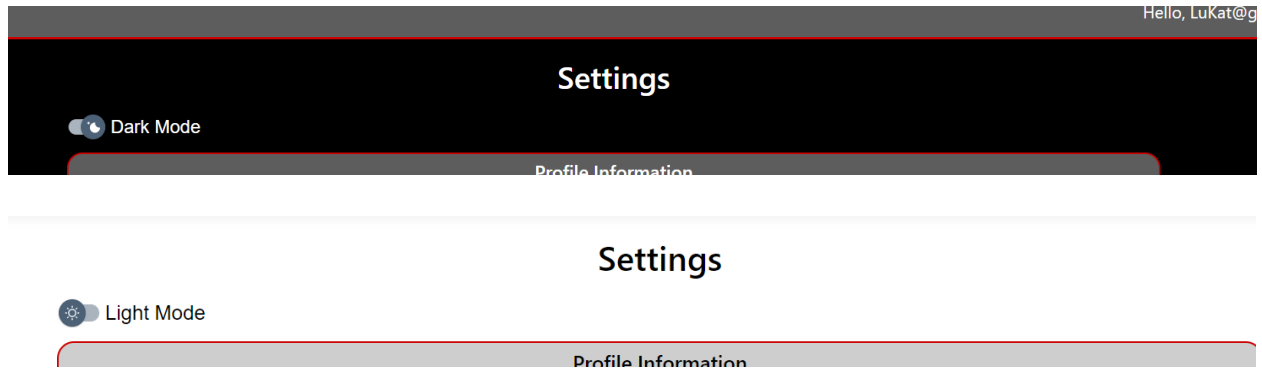 Hello, LuKat@g
Settings
Dark Mode
Profile Information
Settings
Light Mode
Profile Information